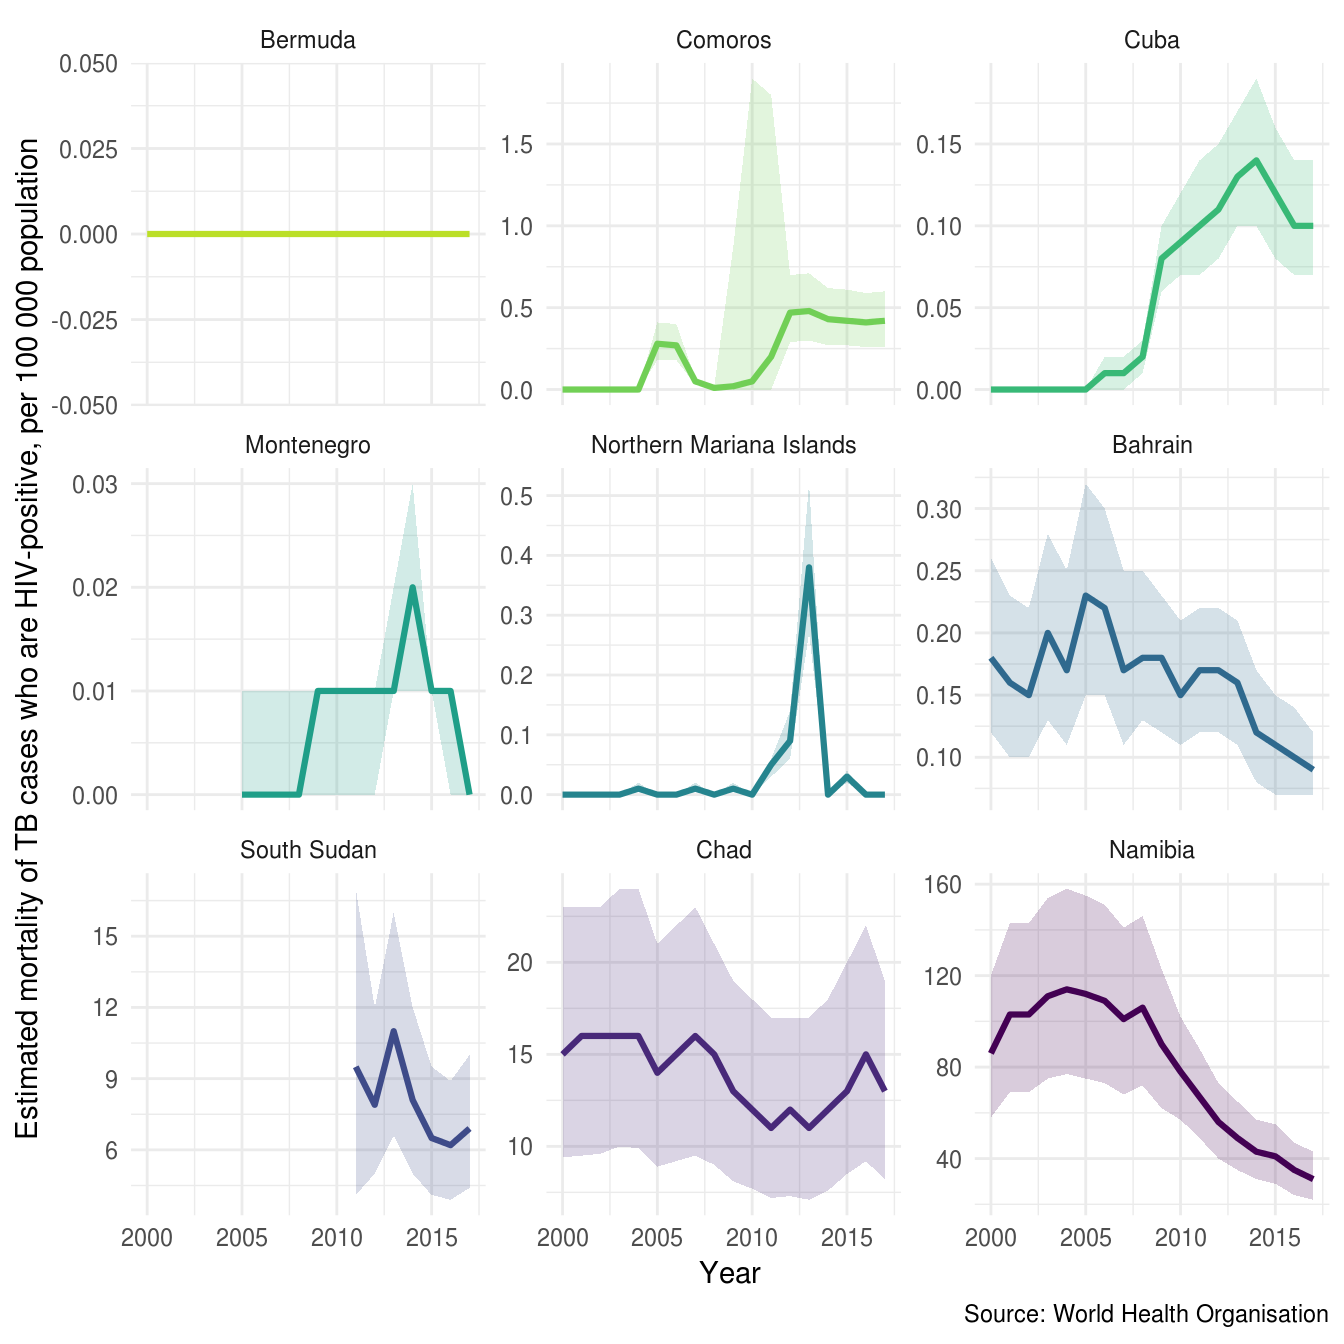 Estimated mortality of TB cases who are HIV-positive, per 100 000 population
Bermuda
0.050
0.025
0.000
-0.025
-0.050
Comoros
1.5
1.0
0.5
0.0
Cuba
0.15
0.10
0.05
0.00
Montenegro
0.03
0.02
0.01
0.00
Northern Mariana Islands
0.5
0.4
0.3
0.2
0.1
0.0
Bahrain
0.30
0.25
0.20
0.15
0.10
South Sudan
15
12
9
6
2000 2005 2010 2015
Chad
20
15
10
2000 2005 2010 2015
Namibia
160
120
80
40
2000 2005 2010 2015
Year
Source: World Health Organisation